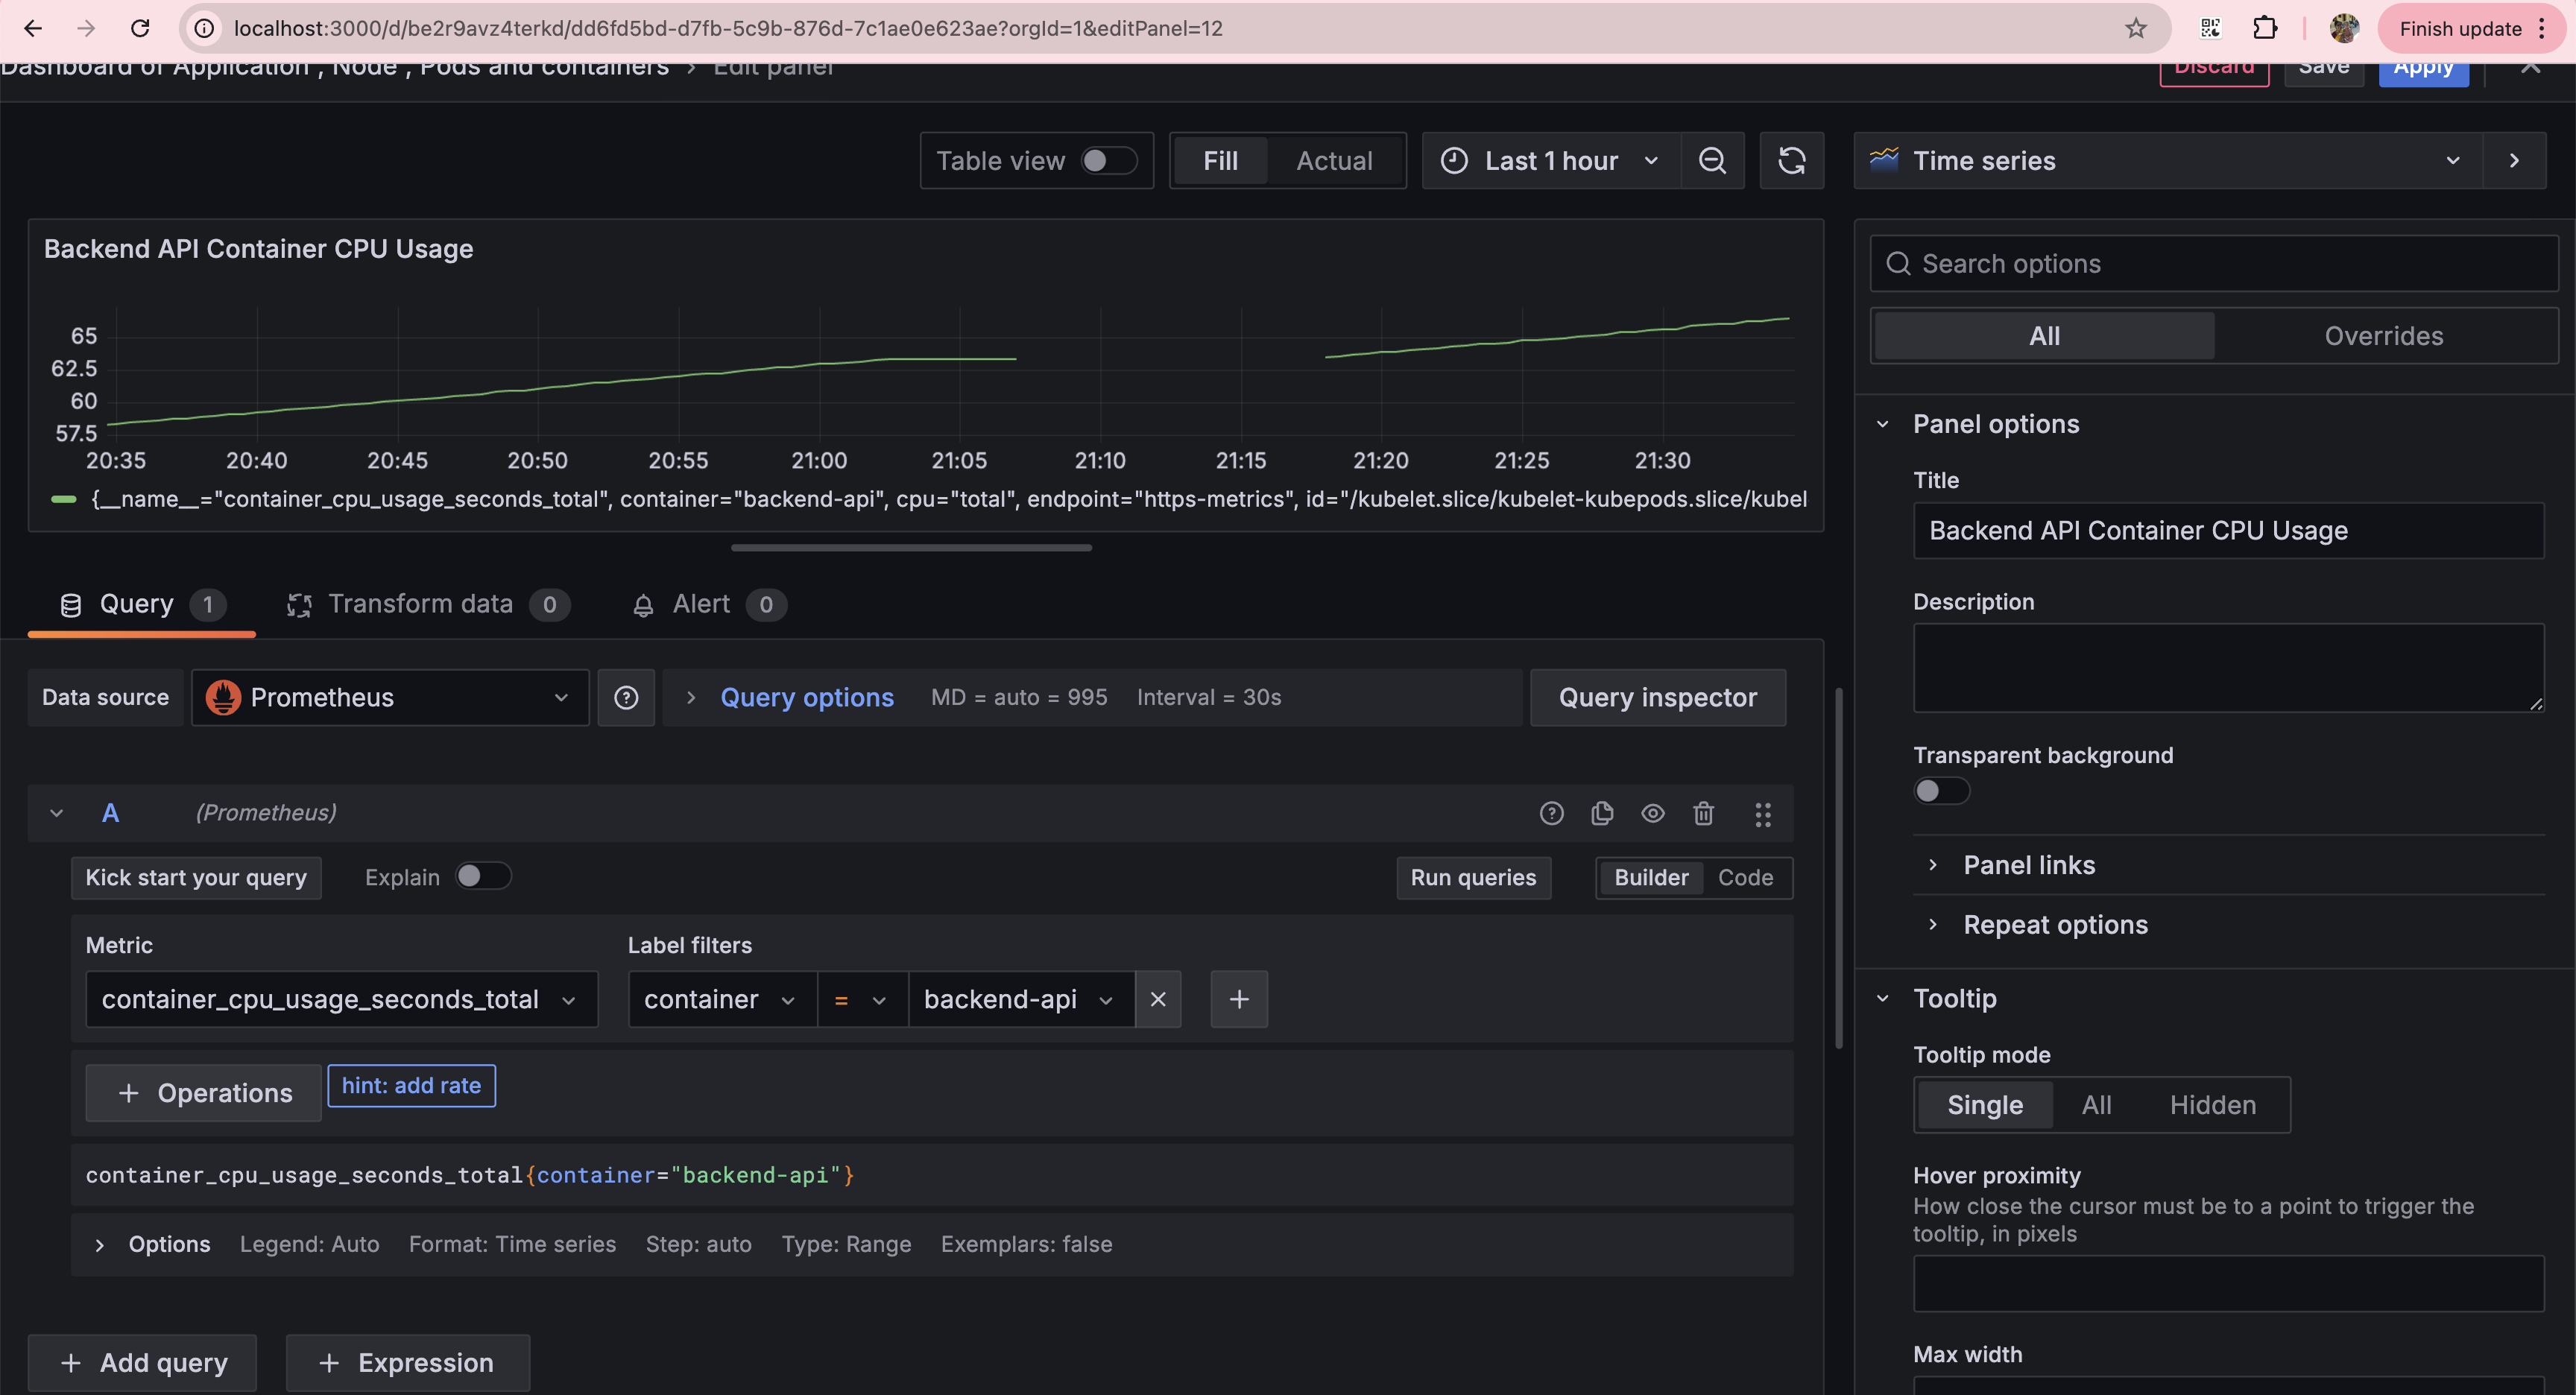 localhost:3000/d/be2r9avz4terkd/dd6fd5bd-d7fb-5c9b-876d-7c1ae0e623ae?orgId=1&editPanel=12
Finish update
Dashboard of Application , Node , Pods and containers > Edit panel
Discard
Save
Apply
Table view
Fill
Actual
Last 1 hour
Time series
Backend API Container CPU Usage
65
62.5
60
57.5
20:35 20:40 20:45 20:50 20:55 21:00 21:05 21:10 21:15 21:20 21:25 21:30
{__name__="container_cpu_usage_seconds_total", container="backend-api", cpu="total", endpoint="https-metrics", id="/kubelet.slice/kubelet-kubepods.slice/kubel
Query 1
Transform data 0
Alert 0
Data source
Prometheus
Query options
MD = auto = 995
Interval = 30s
Query inspector
A
(Prometheus)
Kick start your query
Explain
Run queries
Builder
Code
Metric
Label filters
container_cpu_usage_seconds_total
container
=
backend-api
+ Operations
hint: add rate
container_cpu_usage_seconds_total{container="backend-api"}
Options
Legend: Auto
Format: Time series
Step: auto
Type: Range
Exemplars: false
+ Add query
+ Expression
Search options
All
Overrides
Panel options
Title
Backend API Container CPU Usage
Description
Transparent background
Panel links
Repeat options
Tooltip
Tooltip mode
Single
All
Hidden
Hover proximity
How close the cursor must be to a point to trigger the
tooltip, in pixels
Max width